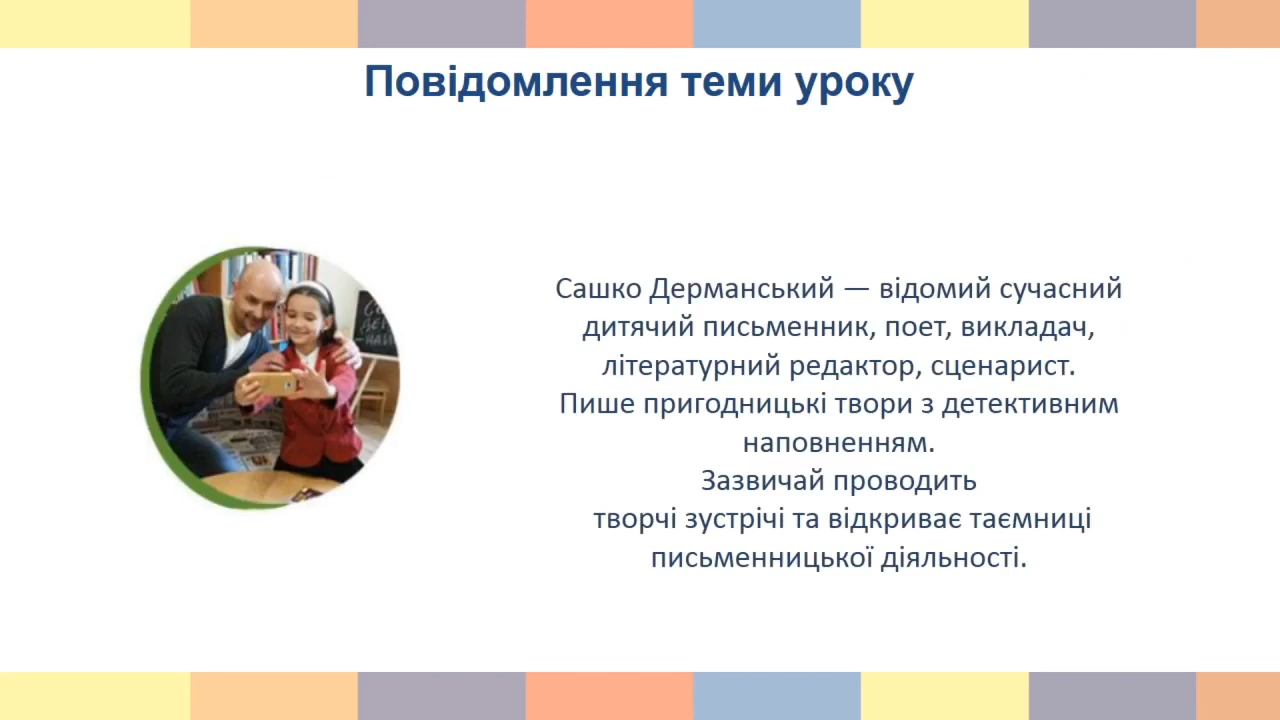 Повідомлення теми уроку
Сашко Дерманський — відомий сучасний
дитячий письменник, поет, викладач,
літературний редактор, сценарист.
Пише пригодницькі твори з детективним
наповненням.
Зазвичай проводить
творчі зустрічі та відкриває таємниці
письменницької діяльності.